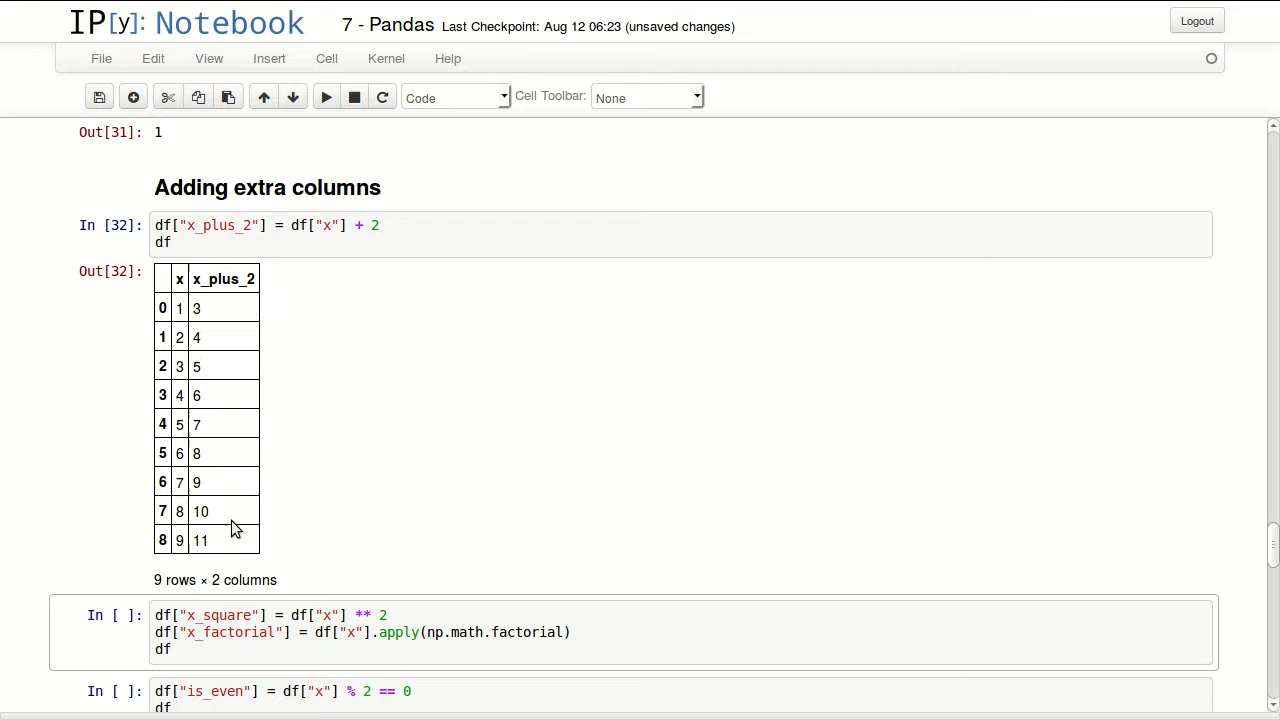 IP[y]: Notebook 7 - Pandas Last Checkpoint: Aug 12 06:23 (unsaved changes) Logout
File Edit View Insert Cell Kernel Help
Code Cell Toolbar: None
Out[31]: 1
Adding extra columns
In [32]: df["x_plus_2"] = df["x"] + 2
df
Out[32]: x x_plus_2
0 1 3
1 2 4
2 3 5
3 4 6
4 5 7
5 6 8
6 7 9
7 8 10
8 9 11
9 rows × 2 columns
In [ ]: df["x_square"] = df["x"] ** 2
df["x_factorial"] = df["x"].apply(np.math.factorial)
df
In [ ]: df["is_even"] = df["x"] % 2 == 0
df